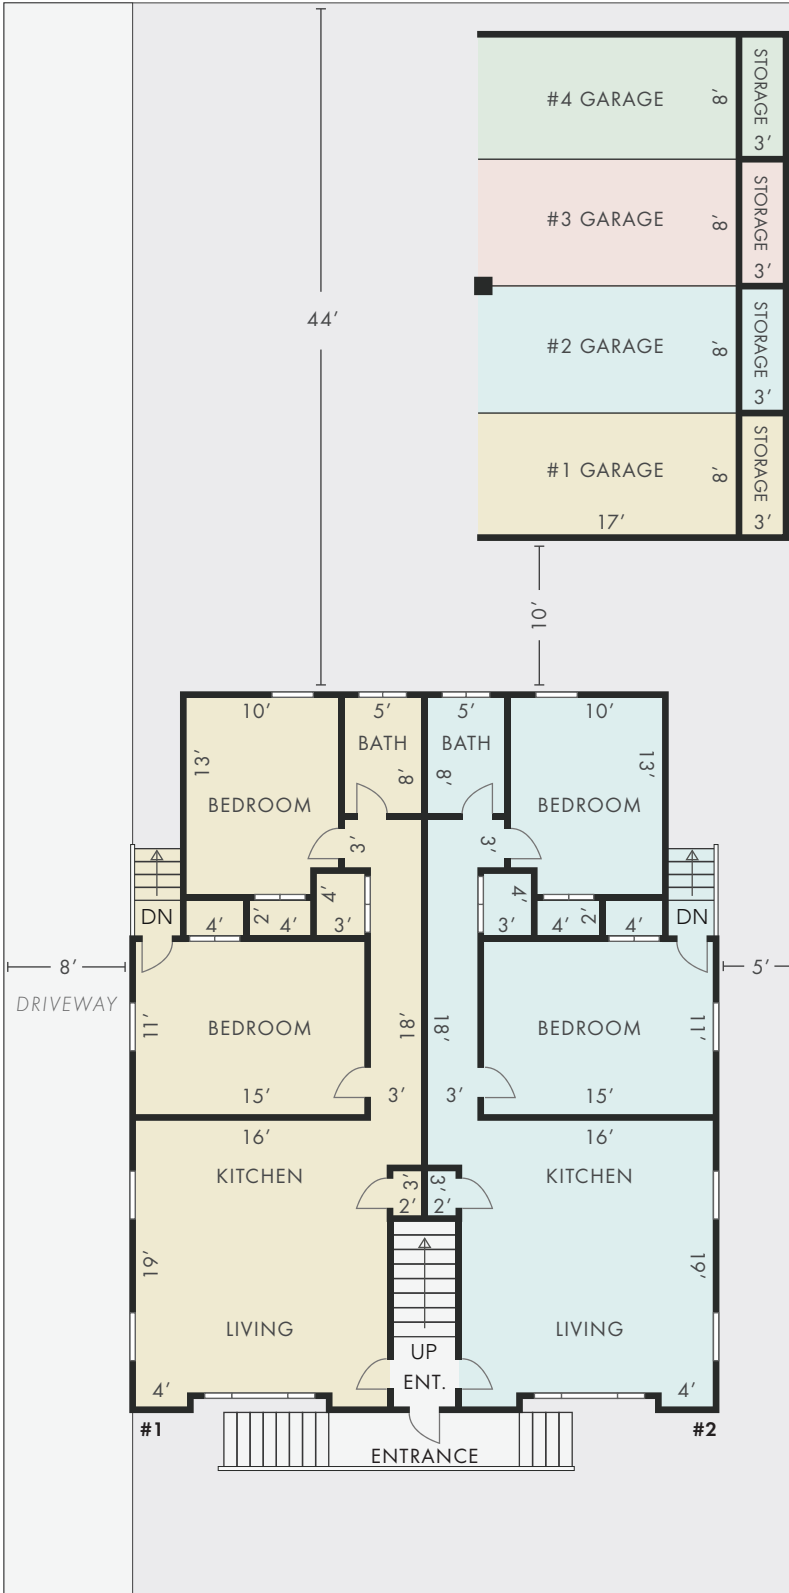 #4 GARAGE
8'
STORAGE
3'
#3 GARAGE
8'
STORAGE
3'
44'
#2 GARAGE
8'
STORAGE
3'
#1 GARAGE
8'
STORAGE
17'
3'
10'
10'
5'
5'
10'
13'
BATH
BATH
13'
8'
8'
BEDROOM
BEDROOM
3'
3'
4'
4'
DN
4'
2'
4'
3'
3'
4'
2'
4'
DN
8'
5'
DRIVEWAY
11'
BEDROOM
18'
18'
BEDROOM
11'
15'
3'
3'
15'
16'
16'
KITCHEN
3'
3'
KITCHEN
2'
2'
19'
19'
LIVING
LIVING
UP
4'
ENT.
4'
#1
#2
ENTRANCE